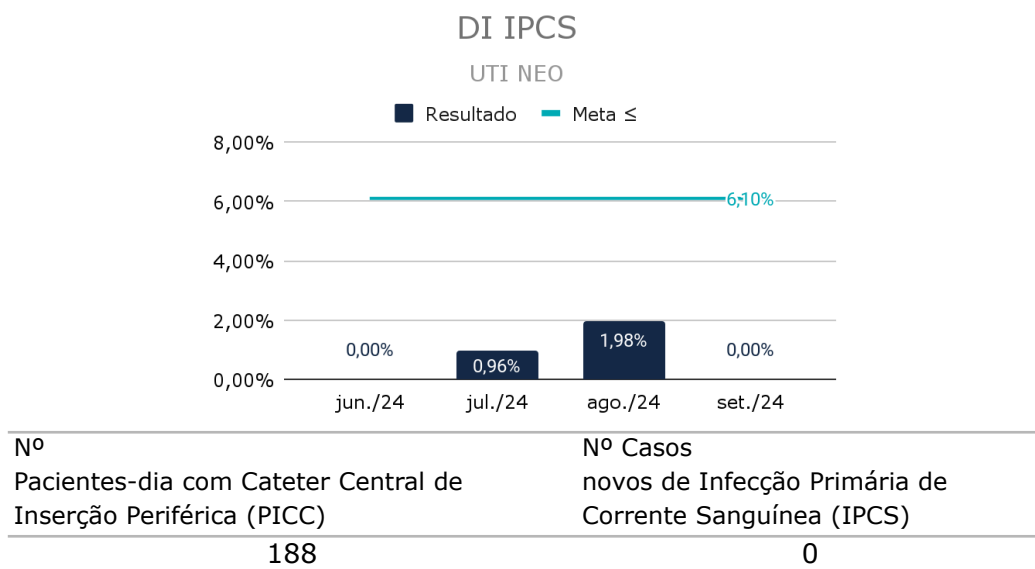 DI IPCS
UTI NEO
Resultado Meta ≤
8,00%
6,00%
4,00%
2,00%
0,00%
6,10%
0,00%
0,96%
1,98%
0,00%
jun./24 jul./24 ago./24 set./24
Nº
Pacientes-dia com Cateter Central de
Inserção Periférica (PICC)
Nº Casos
novos de Infecção Primária de
Corrente Sanguínea (IPCS)
188 0